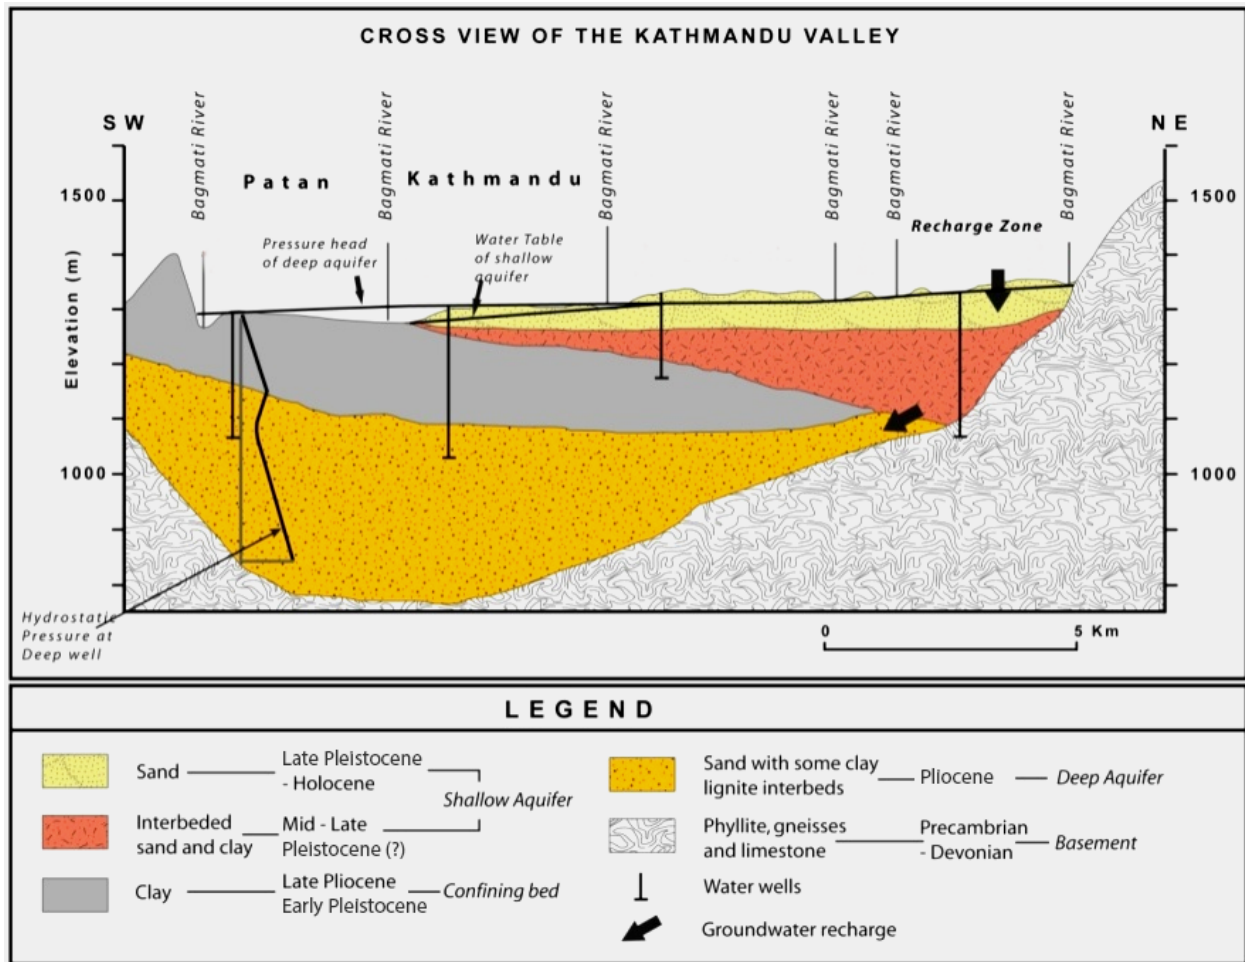 CROSS VIEW OF THE KATHMANDU VALLEY
SW
NE
Bagmati River
Bagmati River
Bagmati River
Bagmati River
Bagmati River
Bagmati River
Patan
Kathmandu
1500
1500
Pressure head
of deep aquifer
Water Table
of shallow
aquifer
Recharge Zone
Elevation (m)
1000
1000
Hydrostatic
Pressure at
Deep well
0
5 Km
LEGEND
Sand
Late Pleistocene
- Holocene
Shallow Aquifer
Interbeded
sand and clay
Mid - Late
Pleistocene (?)
Clay
Late Pliocene
Early Pleistocene
Confining bed
Sand with some clay
lignite interbeds
Pliocene
Deep Aquifer
Phyllite, gneisses
and limestone
Precambrian
- Devonian
Basement
Water wells
Groundwater recharge